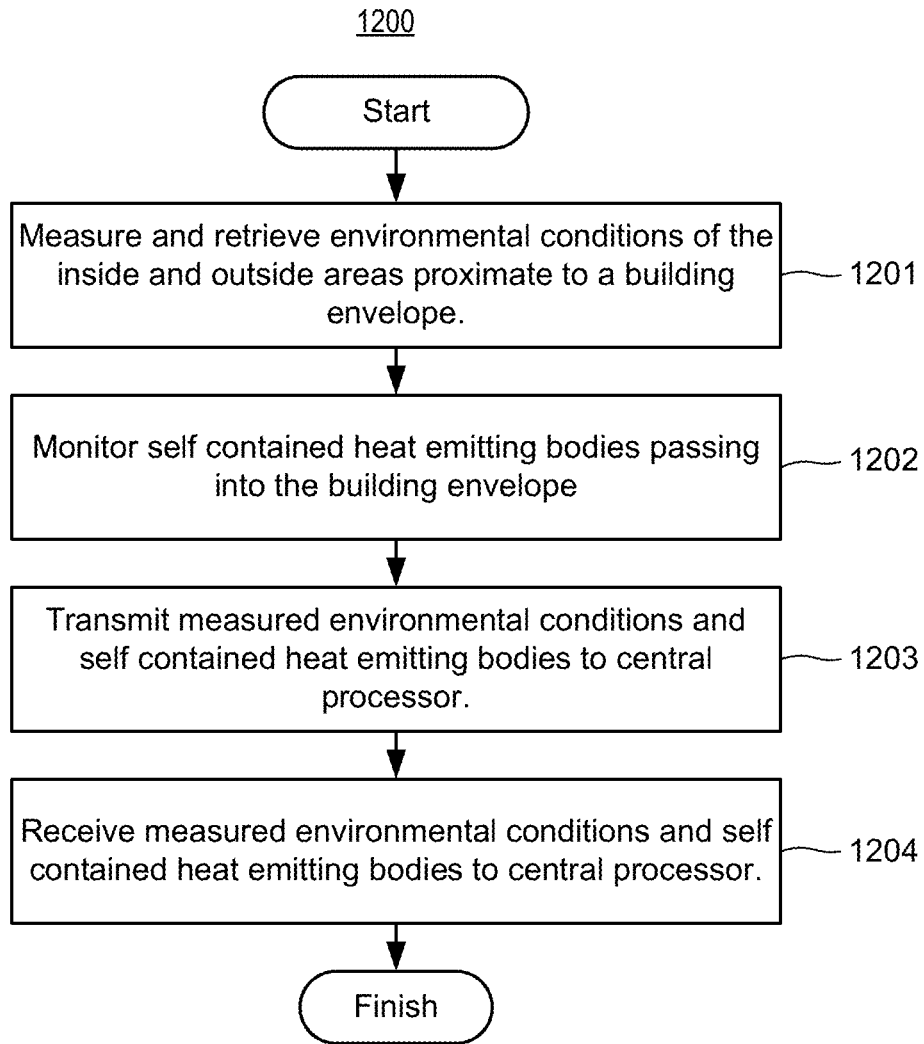 1200
Start
Measure and retrieve environmental conditions of the
inside and outside areas proximate to a building
envelope.
1201
Monitor self contained heat emitting bodies passing
into the building envelope
1202
Transmit measured environmental conditions and
self contained heat emitting bodies to central
processor.
1203
Receive measured environmental conditions and self
contained heat emitting bodies to central processor.
1204
Finish